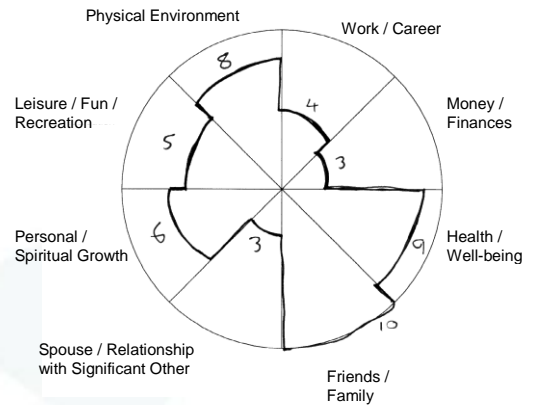 Physical Environment
Work / Career
8
4
Leisure / Fun /
Recreation
Money /
Finances
5
3
Personal /
Spiritual Growth
6
3
9
Health /
Well-being
10
Spouse / Relationship
with Significant Other
Friends /
Family